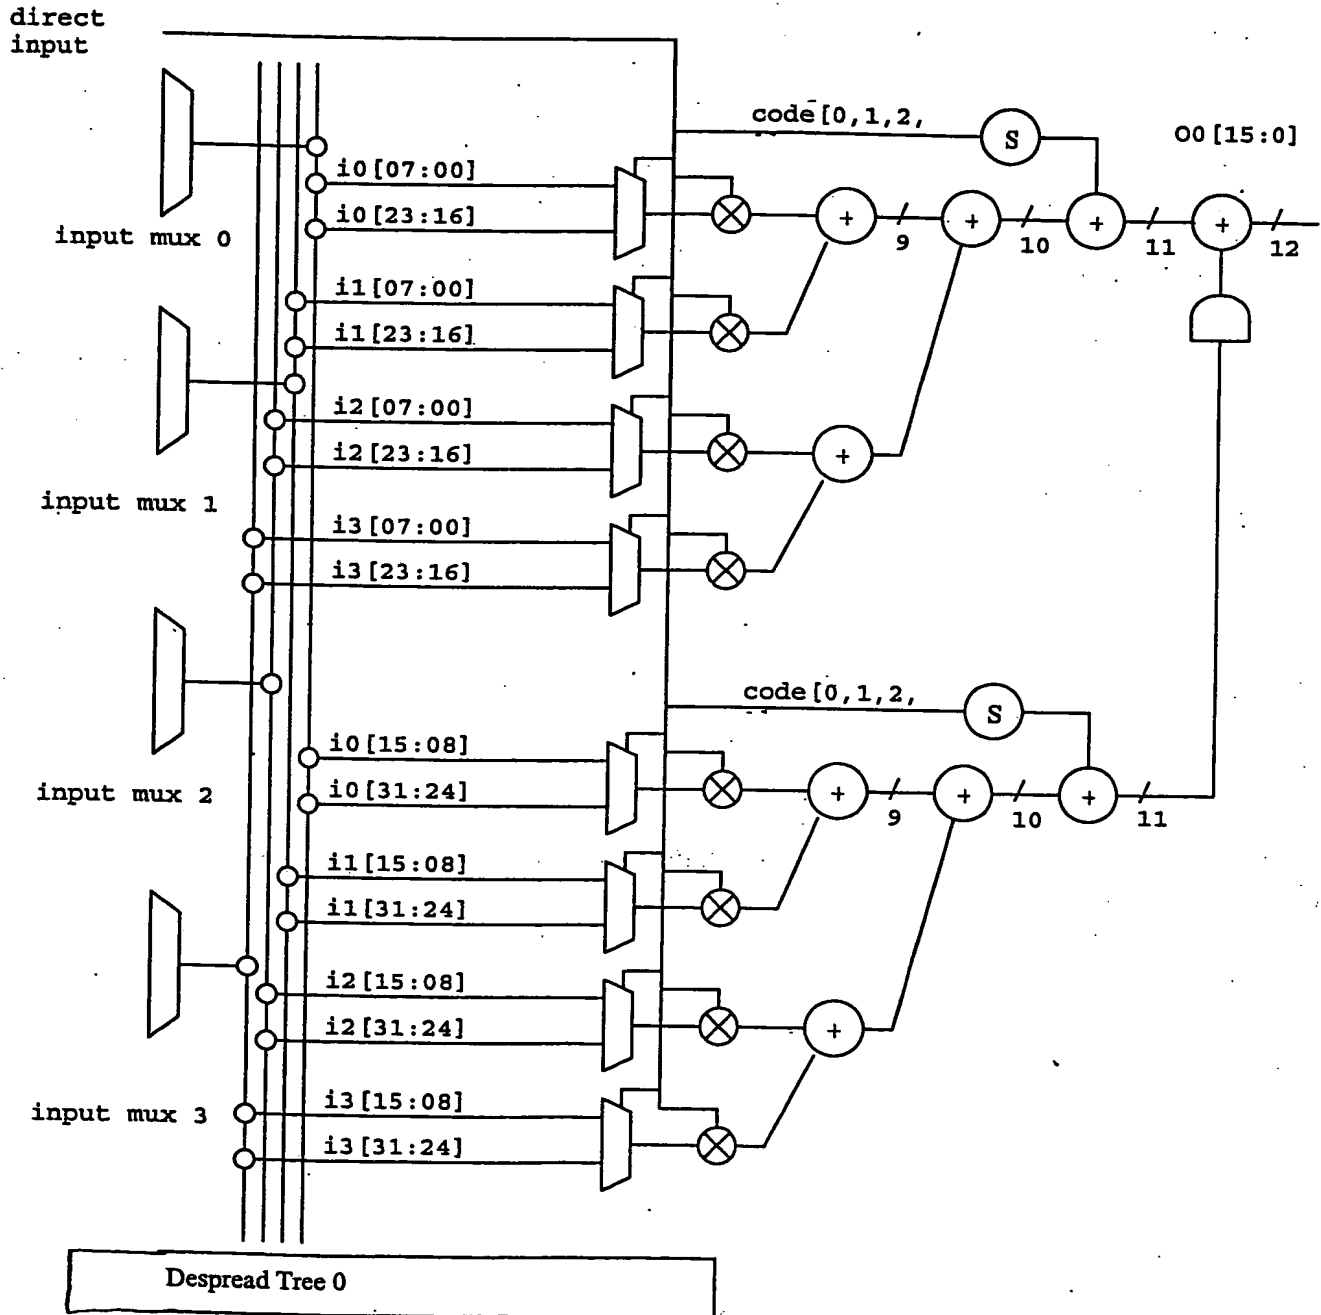 direct
input
code[0,1,2,
S
O0[15:0]
i0[07:00]
i0[23:16]
input mux 0
+
+
+
+
9
10
11
12
i1[07:00]
i1[23:16]
i2[07:00]
i2[23:16]
+
input mux 1
i3[07:00]
i3[23:16]
code[0,1,2,
S
i0[15:08]
i0[31:24]
input mux 2
+
+
+
9
10
11
i1[15:08]
i1[31:24]
i2[15:08]
i2[31:24]
+
i3[15:08]
input mux 3
i3[31:24]
Despread Tree 0